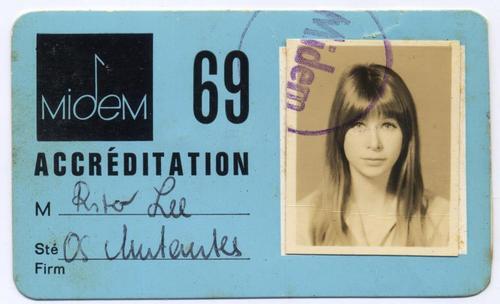 Midem
MIDEM
69
ACCRÉDITATION
M Rita Lee
Sté Os Mutantes
Firm